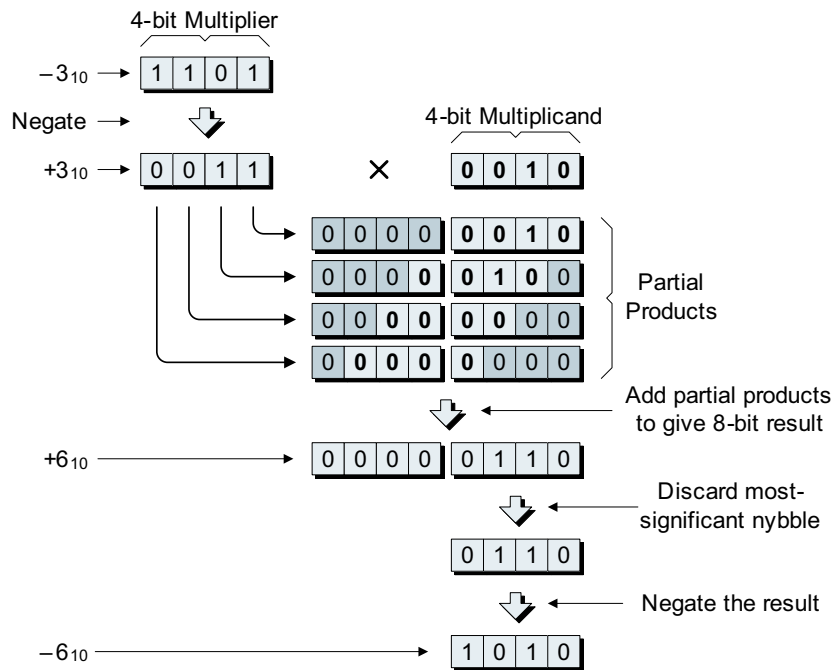 4-bit Multiplier
–3₁₀ 1 1 0 1
Negate
4-bit Multiplicand
+3₁₀ 0 0 1 1 × 0 0 1 0
0 0 0 0 0 0 1 0
0 0 0 0 0 1 0 0
0 0 0 0 0 0 0 0
0 0 0 0 0 0 0 0
Partial
Products
Add partial products
to give 8-bit result
+6₁₀ 0 0 0 0 0 1 1 0
Discard most-
significant nybble
0 1 1 0
Negate the result
–6₁₀ 1 0 1 0